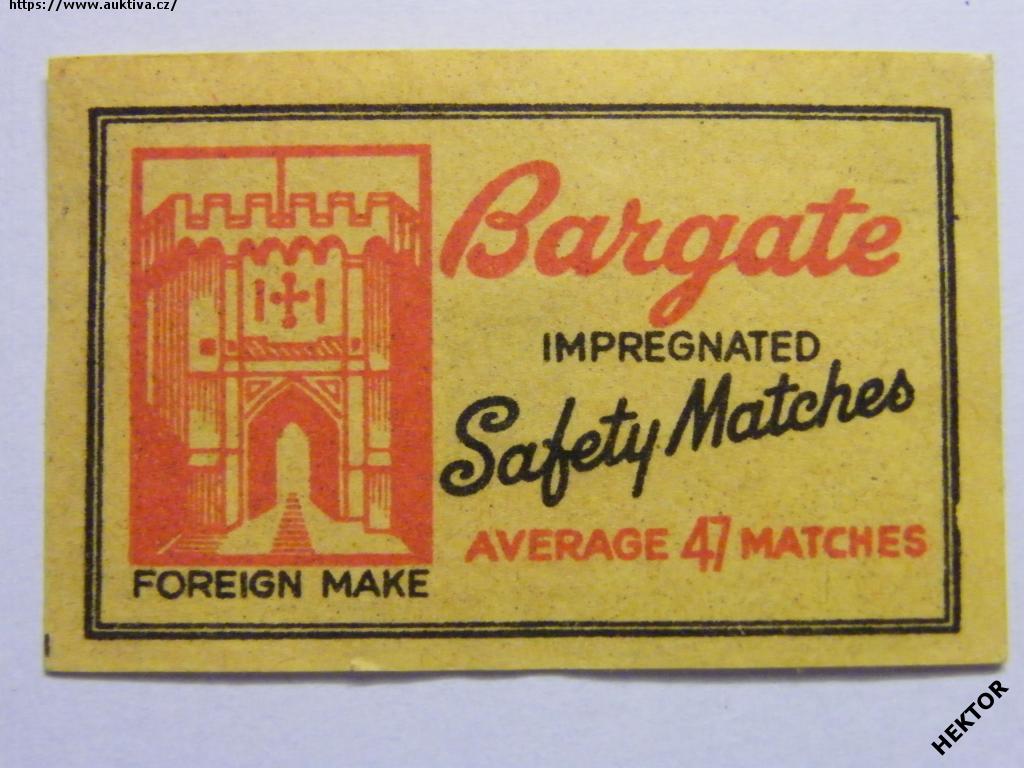 https://www.auktiva.cz/
Bargate
IMPREGNATED
Safety Matches
AVERAGE 47 MATCHES
FOREIGN MAKE
HEKTOR